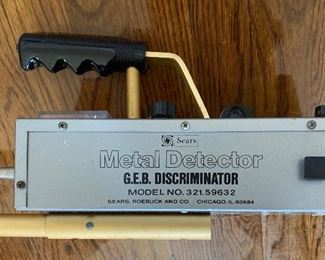 Sears
Metal Detector
G.E.B. DISCRIMINATOR
MODEL NO. 321.59632
SEARS, ROEBUCK AND CO. CHICAGO, IL 60684